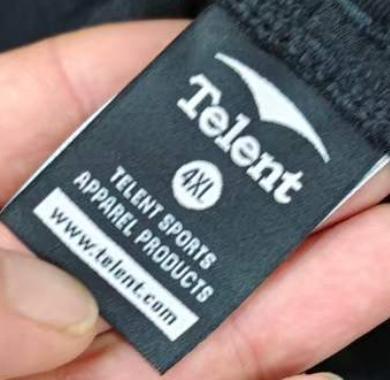 Telent
4XL
TELENT SPORTS
APPAREL PRODUCTS
www.telent.com